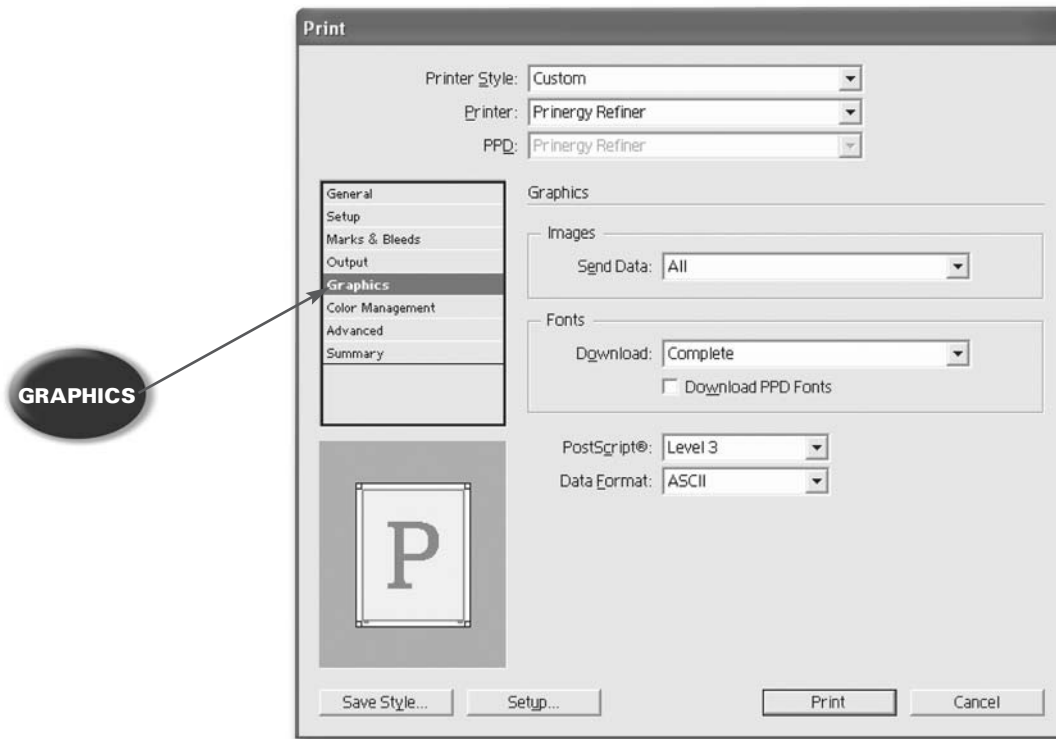 Print
Printer Style: Custom
Printer: Prinergy Refiner
PPD: Prinergy Refiner
General
Setup
Marks & Bleeds
Output
Graphics
Color Management
Advanced
Summary
GRAPHICS
Graphics
Images
Send Data: All
Fonts
Download: Complete
Download PPD Fonts
PostScript®: Level 3
Data Format: ASCII
P
Save Style...
Setup...
Print
Cancel